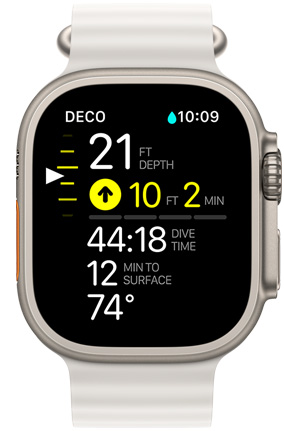 DECO 10:09
21 FT DEPTH
10 FT 2 MIN
44:18 DIVE TIME
12 MIN TO SURFACE
74°